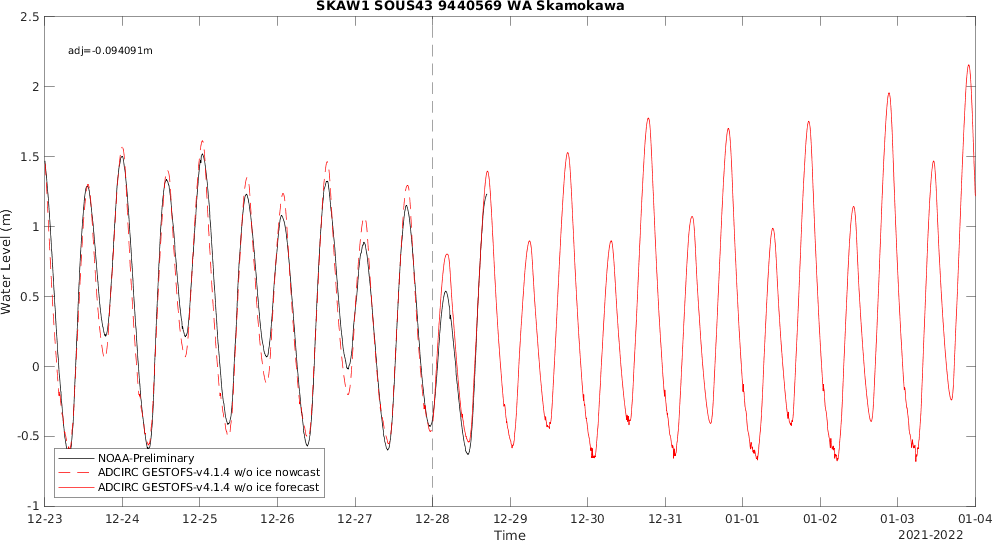 SKAW1 SOUS43 9440569 WA Skamokawa
adj=-0.094091m
Water Level (m)
2.5
2
1.5
1
0.5
0
-0.5
-1
NOAA-Preliminary
ADCIRC GESTOFS-v4.1.4 w/o ice nowcast
ADCIRC GESTOFS-v4.1.4 w/o ice forecast
12-23 12-24 12-25 12-26 12-27 12-28 12-29 12-30 12-31 01-01 01-02 01-03 01-04
Time
2021-2022